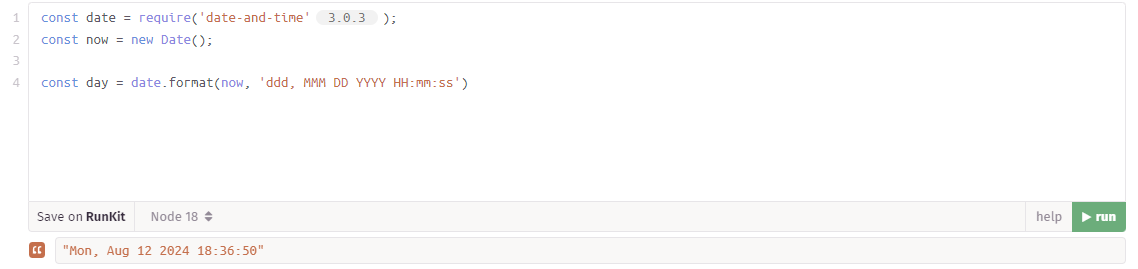 1 const date = require('date-and-time' 3.0.3 );
2 const now = new Date();
3
4 const day = date.format(now, 'ddd, MMM DD YYYY HH:mm:ss')
Save on RunKit Node 18 help run
"Mon, Aug 12 2024 18:36:50"